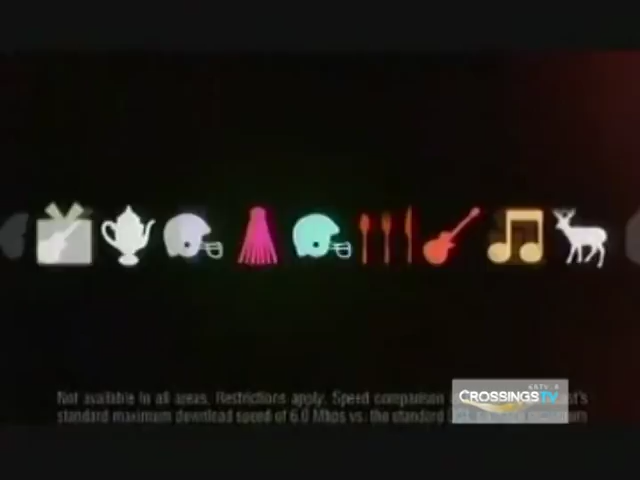 Not available in all areas. Restrictions apply. Speed comparison
standard maximum download speed of 6.0 Mbps vs. the standard
CROSSINGSTV